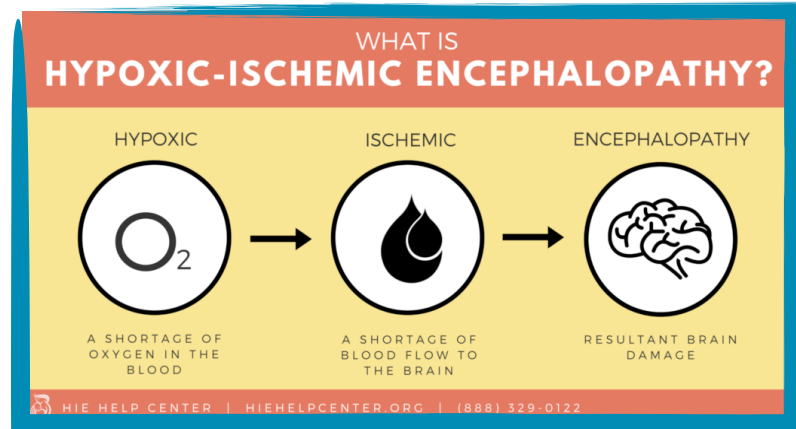 WHAT IS
HYPOXIC-ISCHEMIC ENCEPHALOPATHY?
HYPOXIC
O2
A SHORTAGE OF
OXYGEN IN THE
BLOOD
ISCHEMIC
A SHORTAGE OF
BLOOD FLOW TO
THE BRAIN
ENCEPHALOPATHY
RESULTANT BRAIN
DAMAGE
HIE HELP CENTER | HIEHELPCENTER.ORG | (888) 329-0122